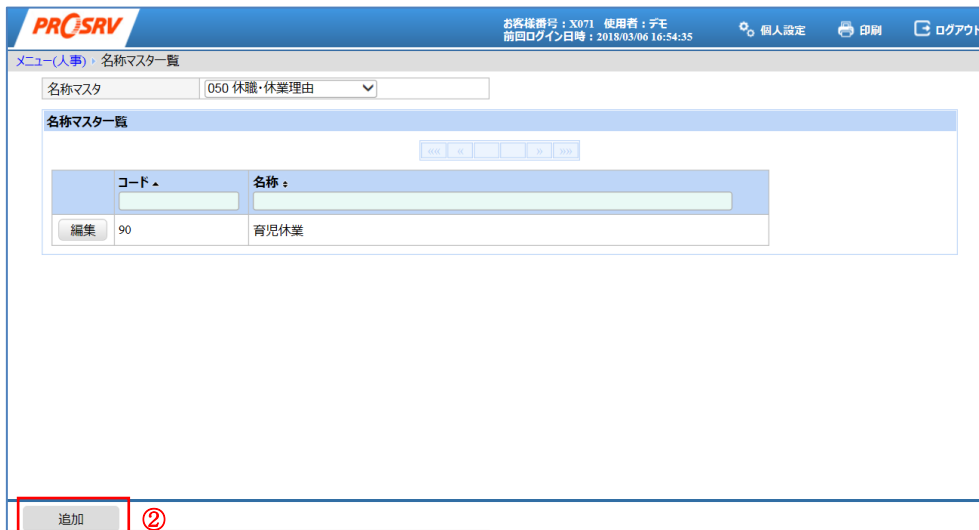 PROSRV
お客様番号：X071 使用者：デモ
前回ログイン日時：2018/03/06 16:54:35
個人設定
印刷
ログアウト
メニュー(人事) › 名称マスター覧
名称マスタ
050 休職・休業理由
名称マスター覧
«« « » »»
コード
名称
編集 90 育児休業
追加
②